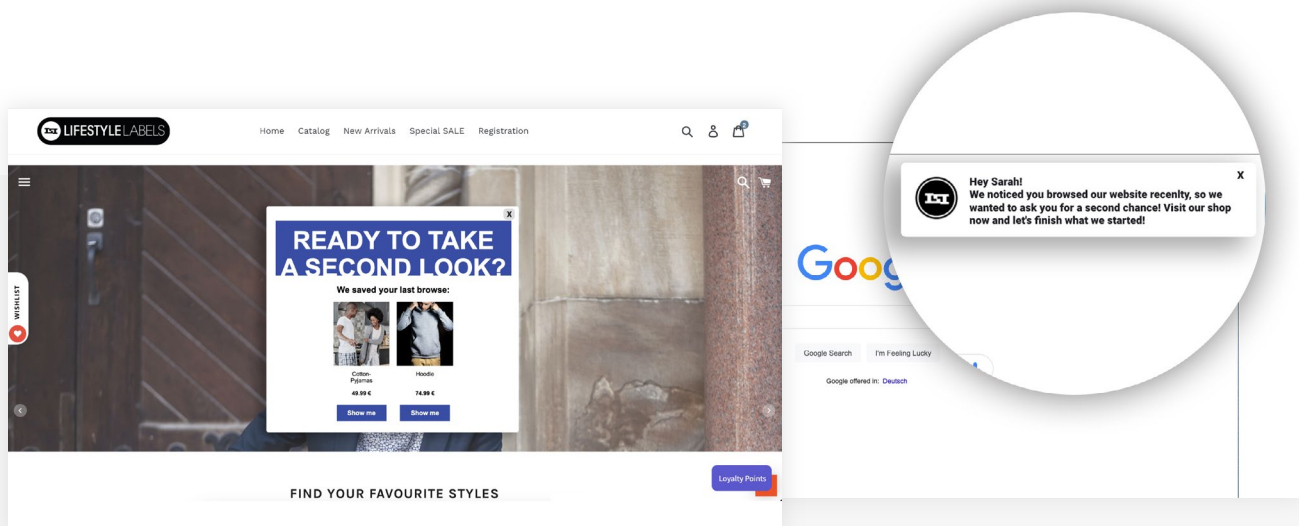 LIFESTYLE LABELS
Home Catalog New Arrivals Special SALE Registration
2
X
READY TO TAKE
A SECOND LOOK?
We saved your last browse:
Cotton-
Pyjamas
Hoodie
49.99 €
74.99 €
Show me
Show me
WISHLIST
Loyalty Points
FIND YOUR FAVOURITE STYLES
X
Hey Sarah!
We noticed you browsed our website recenlty, so we
wanted to ask you for a second chance! Visit our shop
now and let's finish what we started!
Goog
Google Search I'm Feeling Lucky
Google offered in: Deutsch